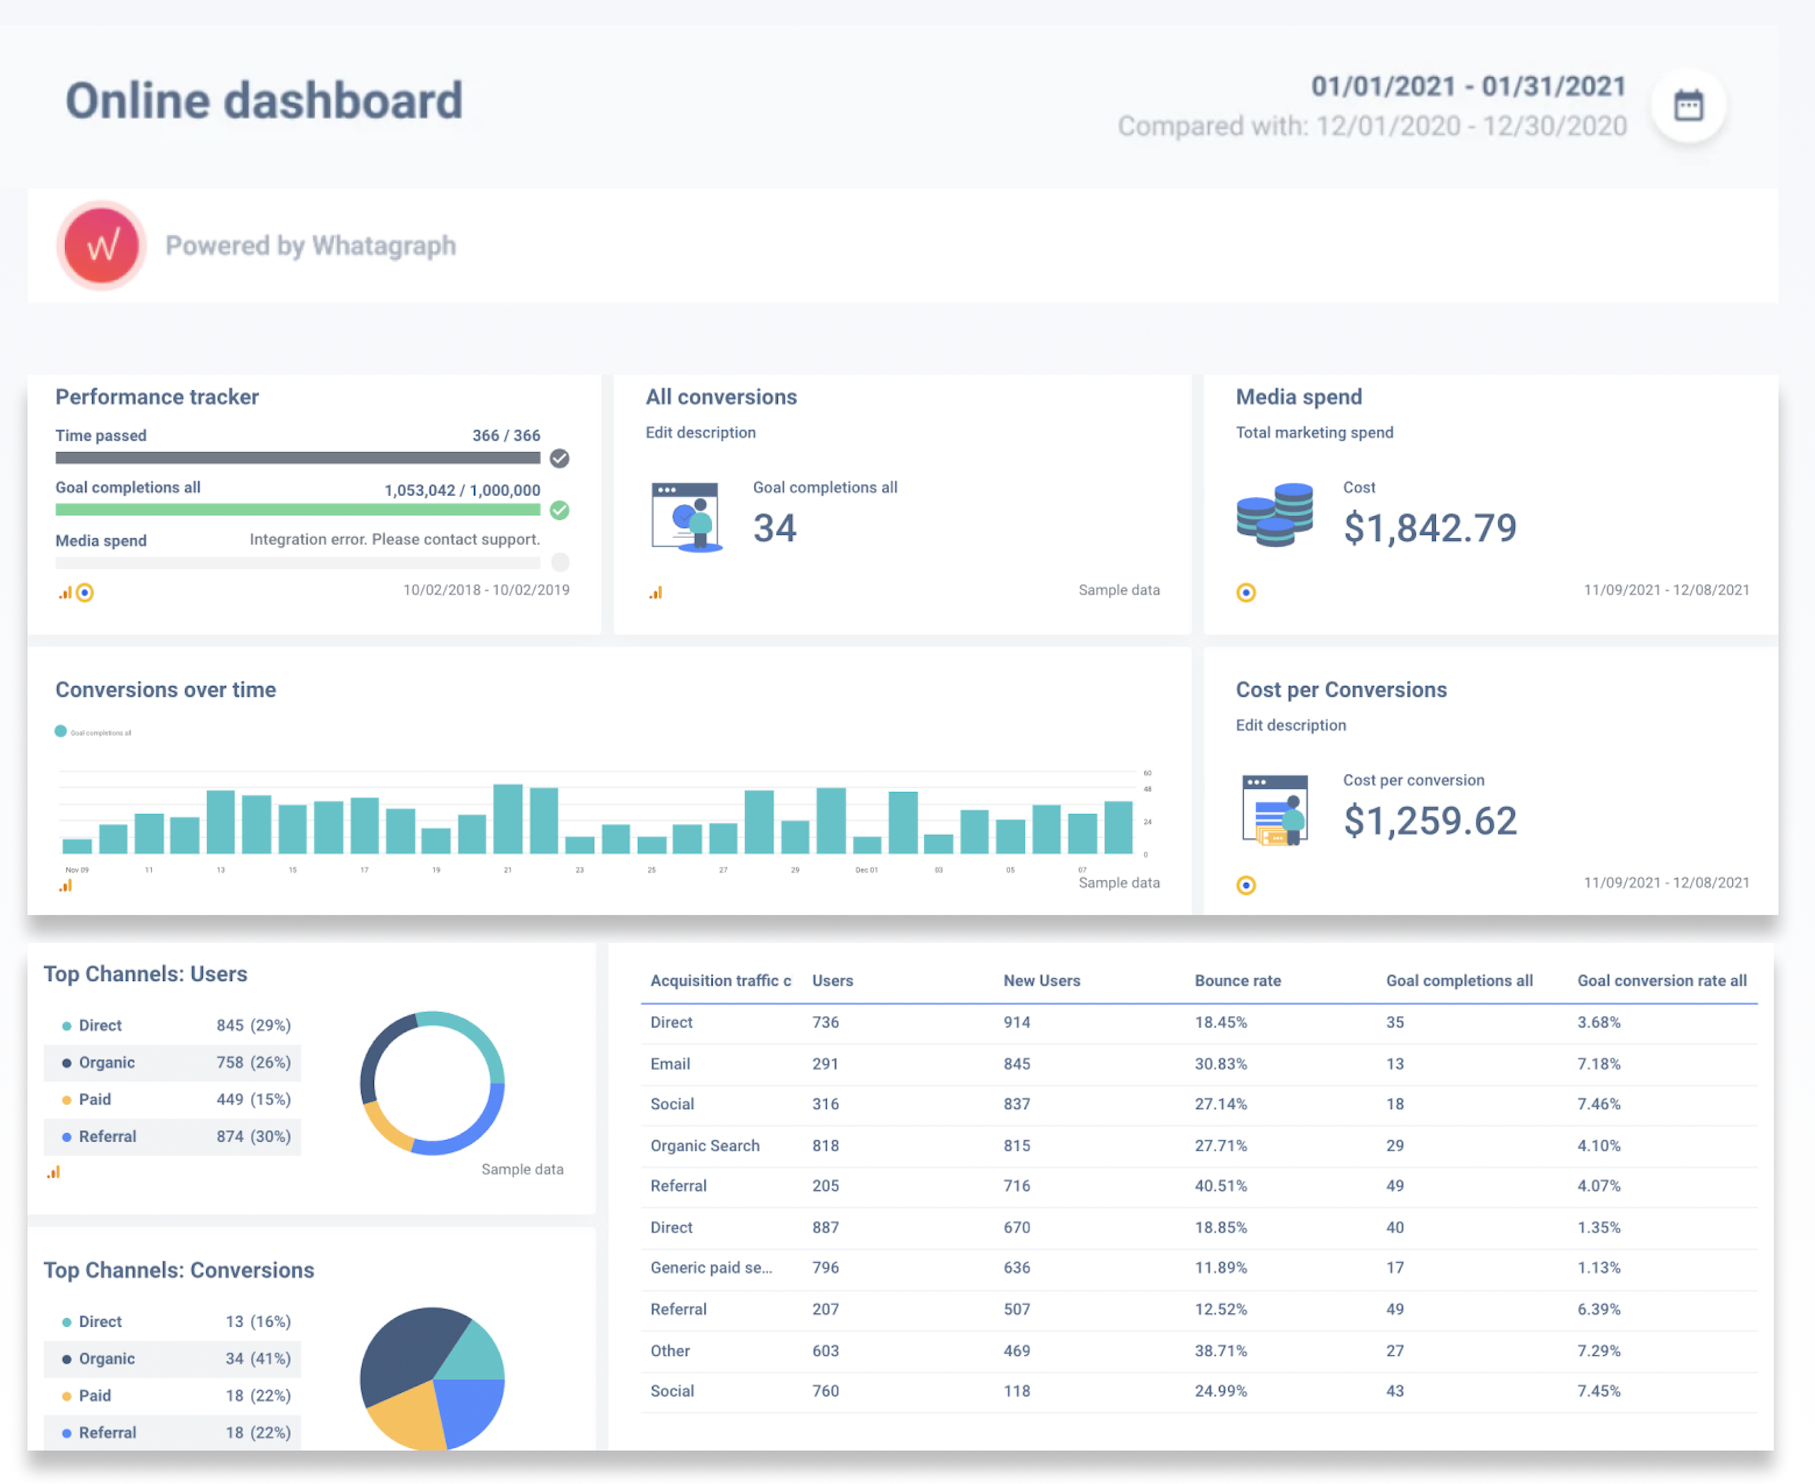 Online dashboard
01/01/2021 - 01/31/2021
Compared with: 12/01/2020 - 12/30/2020
Powered by Whatagraph
Performance tracker
Time passed 366 / 366
Goal completions all 1,053,042 / 1,000,000
Media spend Integration error. Please contact support.
10/02/2018 - 10/02/2019
All conversions
Edit description
Goal completions all
34
Sample data
Media spend
Total marketing spend
Cost
$1,842.79
11/09/2021 - 12/08/2021
Conversions over time
Goal completions all
60
48
24
0
Nov 09 11 13 15 17 19 21 23 25 27 29 Dec 01 03 05 07
Sample data
Cost per Conversions
Edit description
Cost per conversion
$1,259.62
11/09/2021 - 12/08/2021
Top Channels: Users
Direct 845 (29%)
Organic 758 (26%)
Paid 449 (15%)
Referral 874 (30%)
Sample data
Top Channels: Conversions
Direct 13 (16%)
Organic 34 (41%)
Paid 18 (22%)
Referral 18 (22%)
Acquisition traffic c Users New Users Bounce rate Goal completions all Goal conversion rate all
Direct 736 914 18.45% 35 3.68%
Email 291 845 30.83% 13 7.18%
Social 316 837 27.14% 18 7.46%
Organic Search 818 815 27.71% 29 4.10%
Referral 205 716 40.51% 49 4.07%
Direct 887 670 18.85% 40 1.35%
Generic paid se... 796 636 11.89% 17 1.13%
Referral 207 507 12.52% 49 6.39%
Other 603 469 38.71% 27 7.29%
Social 760 118 24.99% 43 7.45%